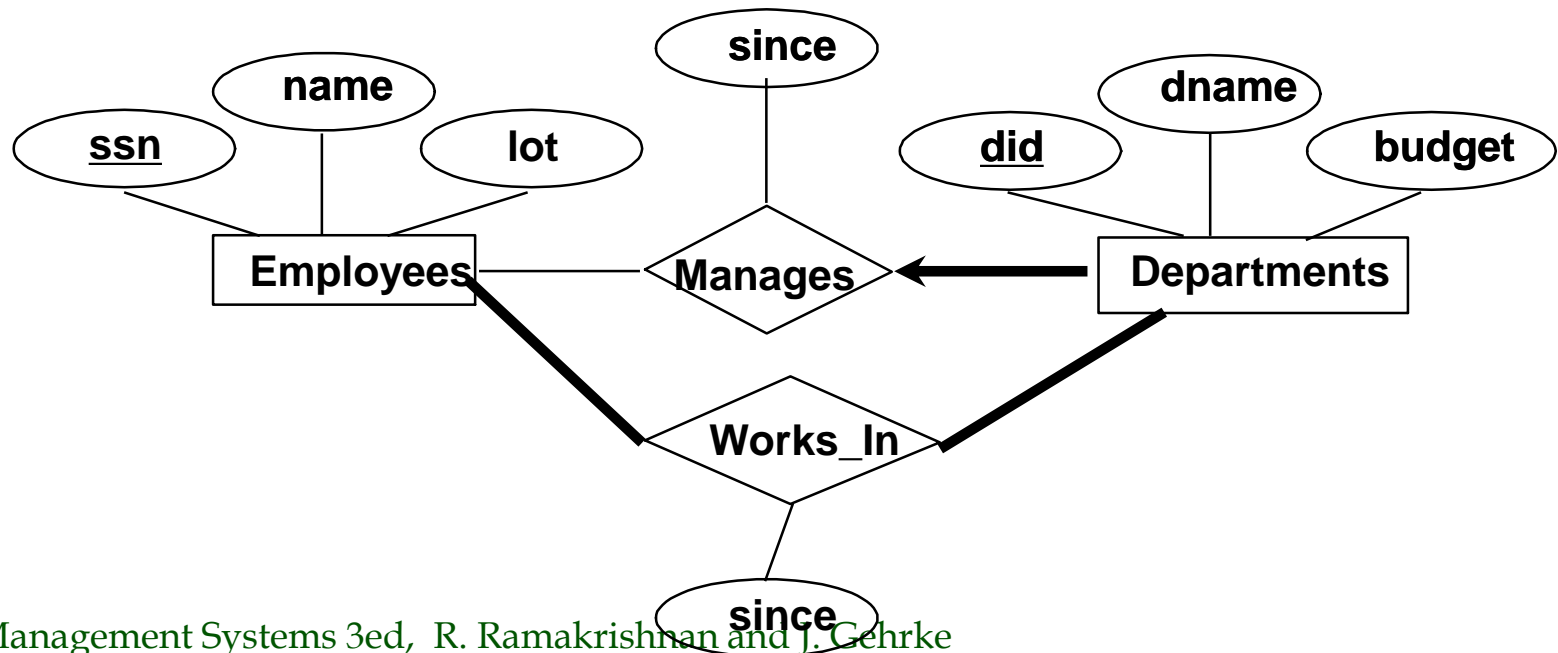 since
name
dname
ssn
lot
did
budget
Employees
Manages
Departments
Works_In
since
Management Systems 3ed, R. Ramakrishnan and J. Gehrke